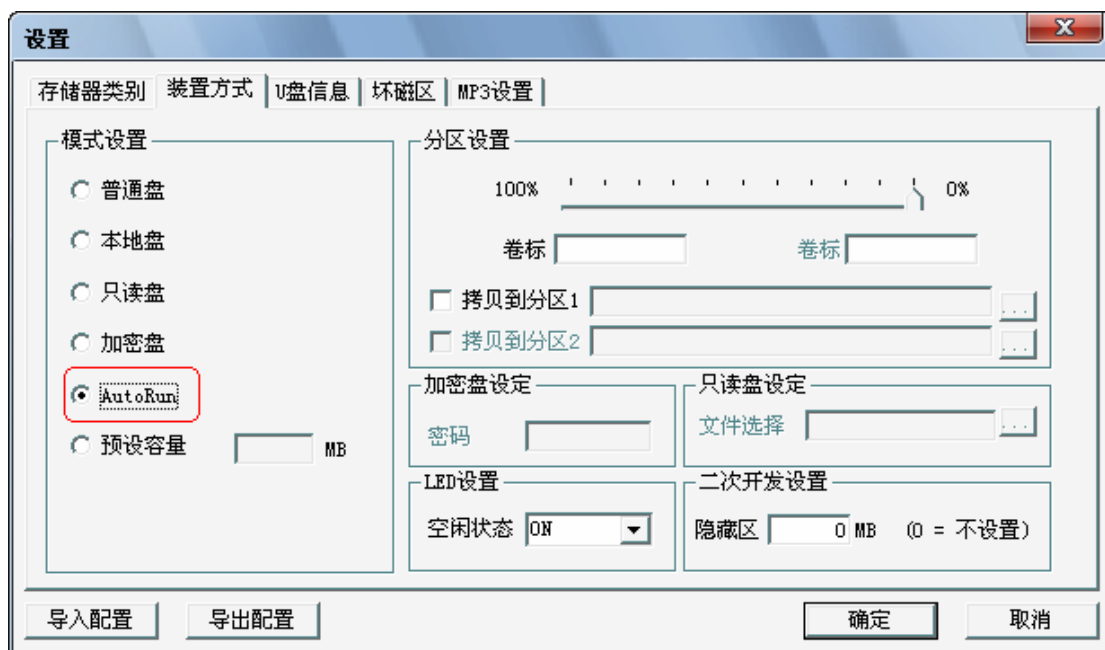 设置
存储器类别 装置方式 U盘信息 坏磁区 MP3设置
模式设置
普通盘
本地盘
只读盘
加密盘
AutoRun
预设容量 MB
分区设置
100% 0%
卷标 卷标
拷贝到分区1 ...
拷贝到分区2 ...
加密盘设定
密码
只读盘设定
文件选择 ...
LED设置
空闲状态 ON
二次开发设置
隐藏区 0 MB (0 = 不设置)
导入配置 导出配置 确定 取消